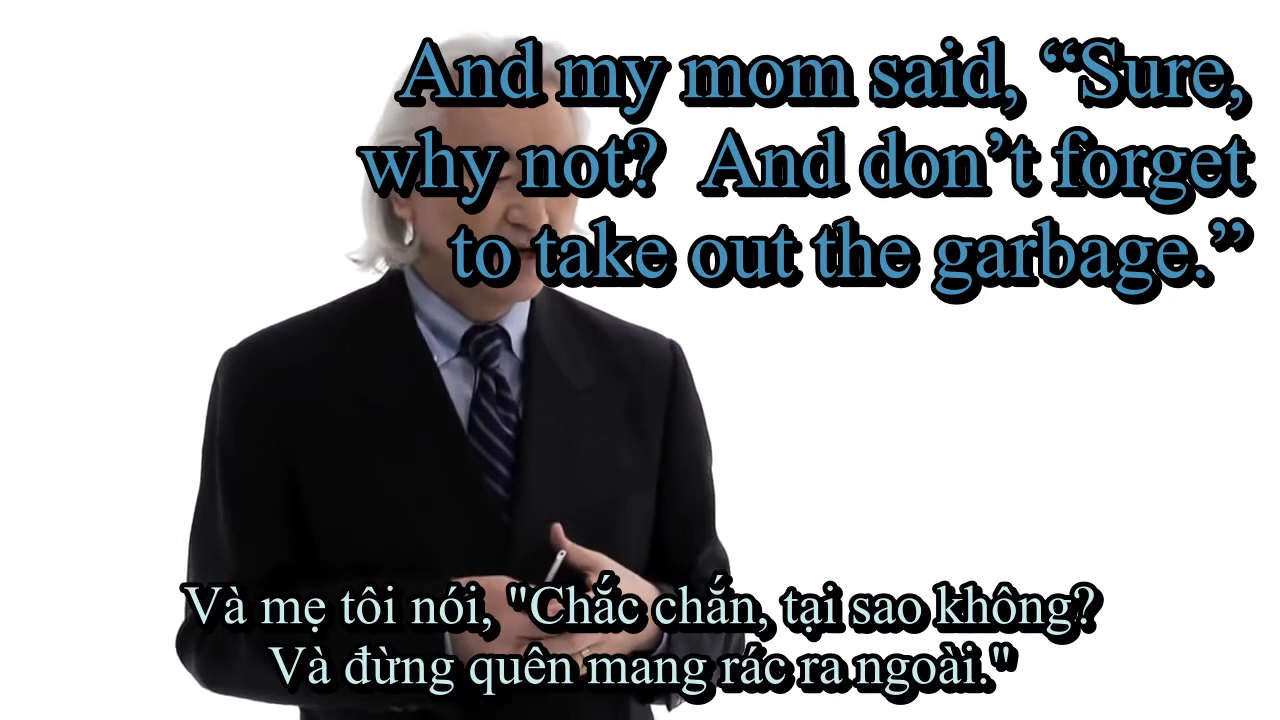 And my mom said, “Sure,
why not?  And don’t forget
to take out the garbage.”
Và mẹ tôi nói, "Chắc chắn, tại sao không?
Và đừng quên mang rác ra ngoài."